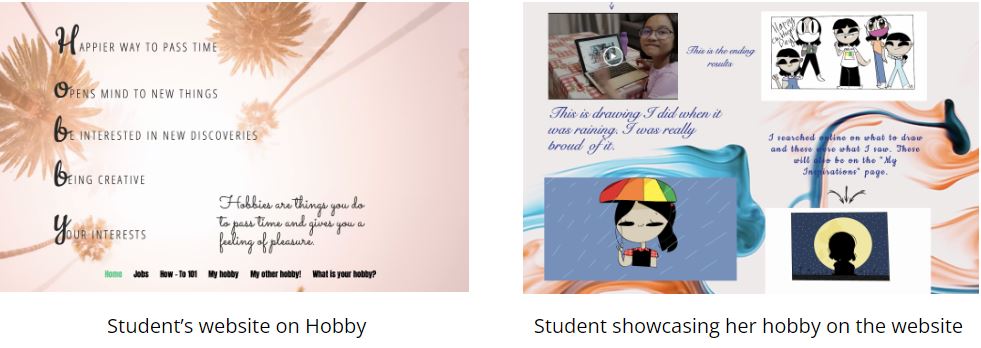 HAPPIER WAY TO PASS TIME
OPENS MIND TO NEW THINGS
BE INTERESTED IN NEW DISCOVERIES
BEING CREATIVE
YOUR INTERESTS
Hobbies are things you do
to pass time and gives you a
feeling of pleasure.
Home Jobs How - To 101 My hobby My other hobby! What is your hobby?
Student’s website on Hobby
This is the ending
results
This is drawing I did when it
was raining. I was really
broud of it.
Happy
Day!
I searched online on what to draw
and these were what I saw. These
will also be on the "My
Inspirations" page.
Student showcasing her hobby on the website